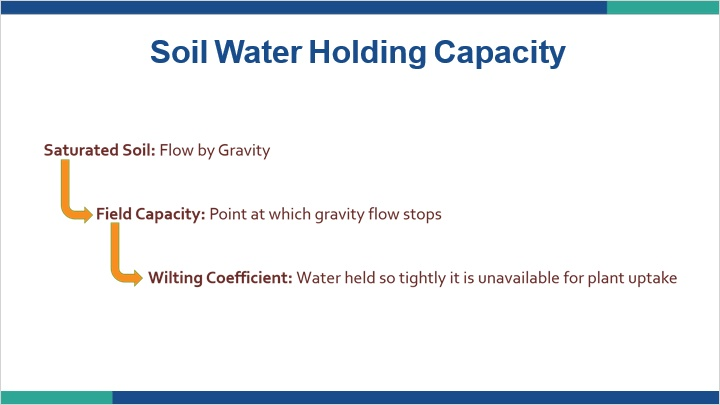 Soil Water Holding Capacity
Saturated Soil: Flow by Gravity
Field Capacity: Point at which gravity flow stops
Wilting Coefficient: Water held so tightly it is unavailable for plant uptake